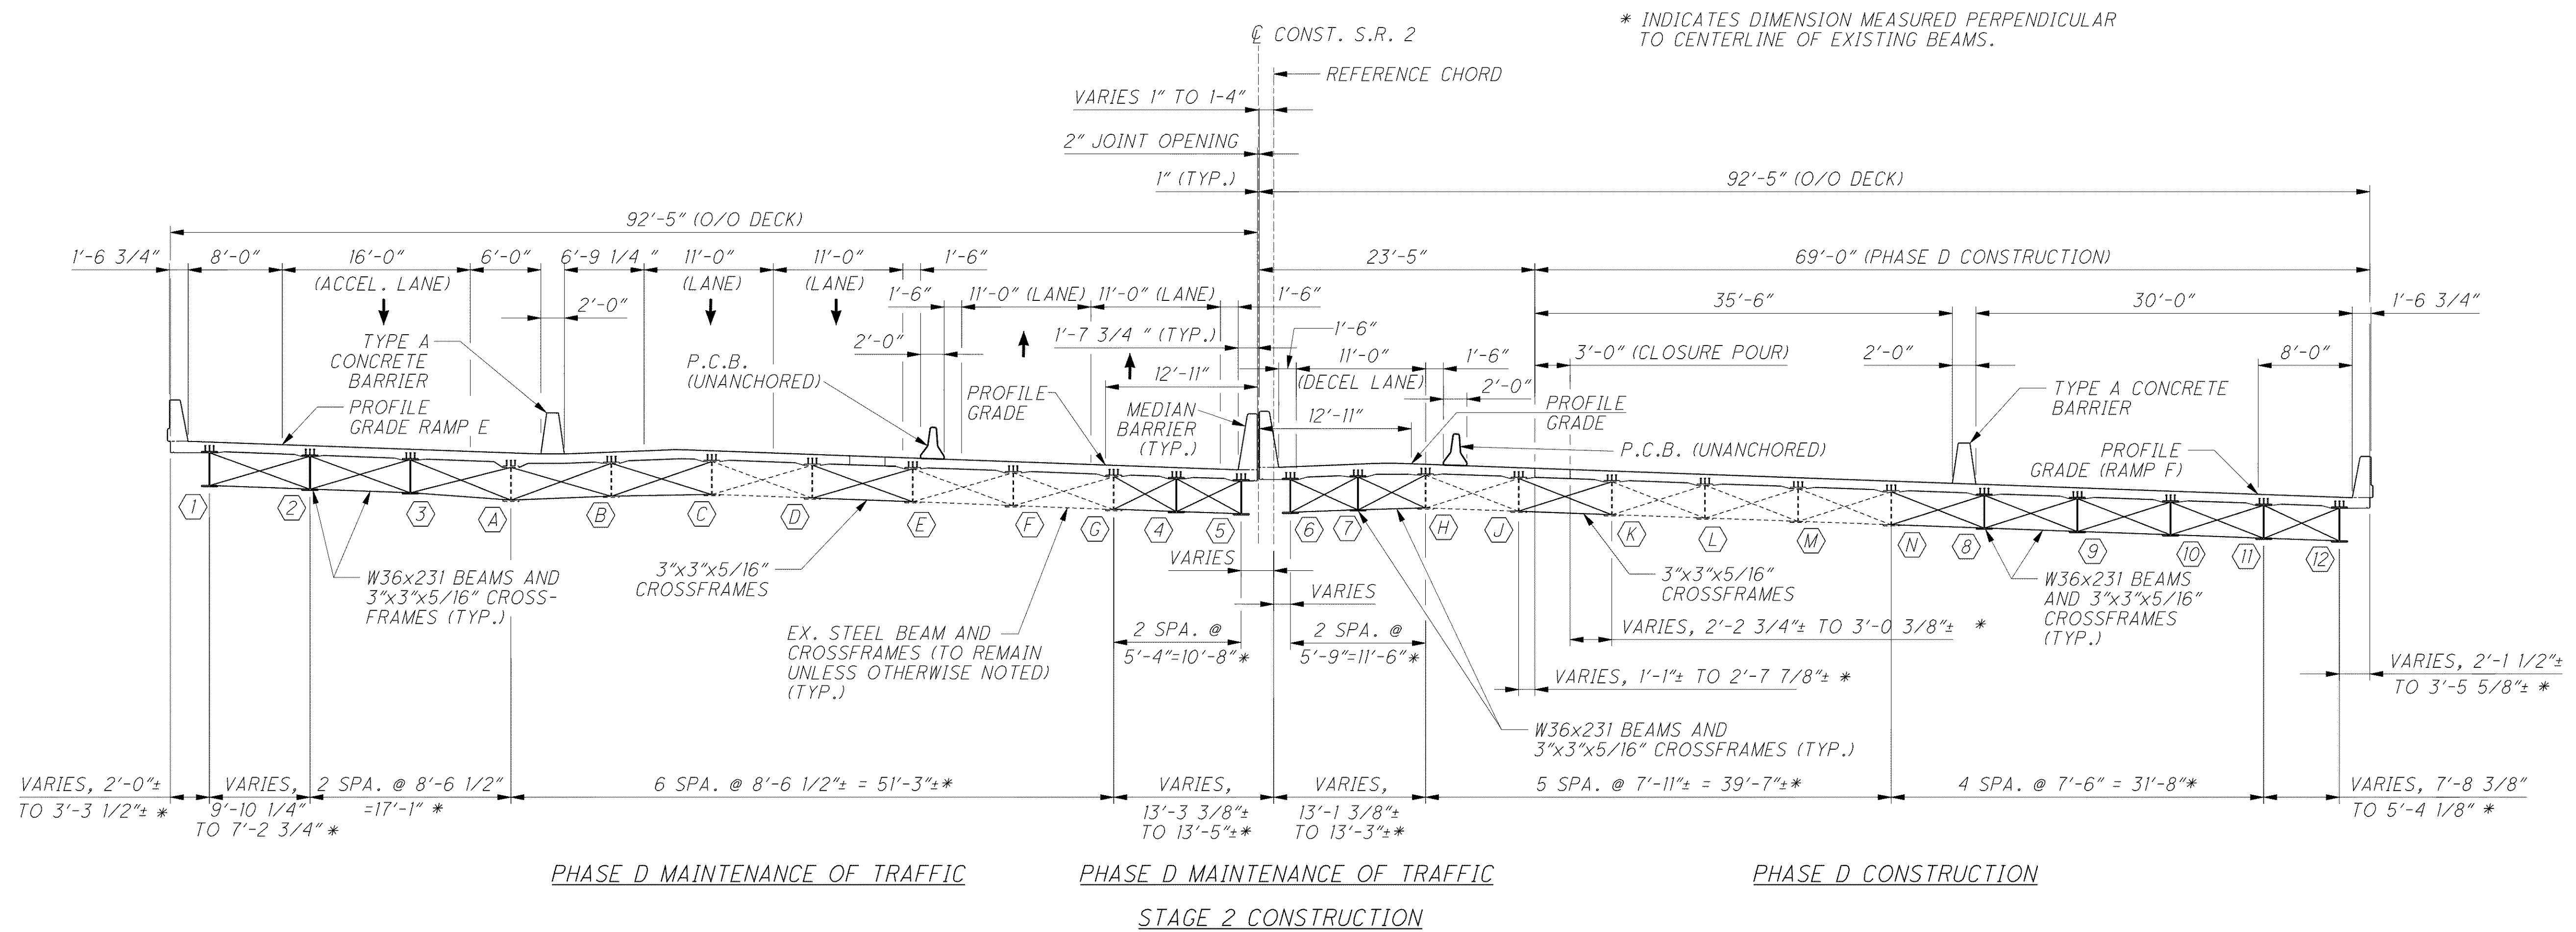 * INDICATES DIMENSION MEASURED PERPENDICULAR
TO CENTERLINE OF EXISTING BEAMS.
℄ CONST. S.R. 2
REFERENCE CHORD
VARIES 1" TO 1-4"
2" JOINT OPENING
1" (TYP.)
92'-5" (O/O DECK)
92'-5" (O/O DECK)
1'-6 3/4"
8'-0"
16'-0"
(ACCEL. LANE)
6'-0"
6'-9 1/4 "
11'-0"
(LANE)
11'-0"
(LANE)
1'-6"
23'-5"
69'-0" (PHASE D CONSTRUCTION)
2'-0"
1'-6"
11'-0" (LANE)
11'-0" (LANE)
1'-6"
35'-6"
30'-0"
1'-6 3/4"
TYPE A
CONCRETE
BARRIER
2'-0"
1'-7 3/4 " (TYP.)
1'-6"
11'-0"
(DECEL LANE)
1'-6"
3'-0" (CLOSURE POUR)
2'-0"
8'-0"
P.C.B.
(UNANCHORED)
12'-11"
2'-0"
PROFILE
GRADE RAMP E
PROFILE
GRADE
MEDIAN
BARRIER
(TYP.)
12'-11"
PROFILE
GRADE
TYPE A CONCRETE
BARRIER
P.C.B. (UNANCHORED)
PROFILE
GRADE (RAMP F)
1
2
3
A
B
C
D
E
F
G
4
5
6
7
H
J
K
L
M
N
8
9
10
11
12
W36x231 BEAMS AND
3"x3"x5/16" CROSS-
FRAMES (TYP.)
3"x3"x5/16"
CROSSFRAMES
EX. STEEL BEAM AND
CROSSFRAMES (TO REMAIN
UNLESS OTHERWISE NOTED)
(TYP.)
VARIES
VARIES
2 SPA. @
5'-4"=10'-8"*
2 SPA. @
5'-9"=11'-6"*
3"x3"x5/16"
CROSSFRAMES
VARIES, 2'-2 3/4"± TO 3'-0 3/8"± *
VARIES, 1'-1"± TO 2'-7 7/8"± *
W36x231 BEAMS AND
3"x3"x5/16" CROSSFRAMES (TYP.)
W36x231 BEAMS
AND 3"x3"x5/16"
CROSSFRAMES
(TYP.)
VARIES, 2'-1 1/2"±
TO 3'-5 5/8"± *
VARIES, 2'-0"±
TO 3'-3 1/2"± *
VARIES,
9'-10 1/4"
TO 7'-2 3/4" *
2 SPA. @ 8'-6 1/2"
=17'-1" *
6 SPA. @ 8'-6 1/2"± = 51'-3"±*
VARIES,
13'-3 3/8"±
TO 13'-5"±*
VARIES,
13'-1 3/8"±
TO 13'-3"±*
5 SPA. @ 7'-11"± = 39'-7"±*
4 SPA. @ 7'-6" = 31'-8"*
VARIES, 7'-8 3/8"
TO 5'-4 1/8" *
PHASE D MAINTENANCE OF TRAFFIC
PHASE D MAINTENANCE OF TRAFFIC
PHASE D CONSTRUCTION
STAGE 2 CONSTRUCTION